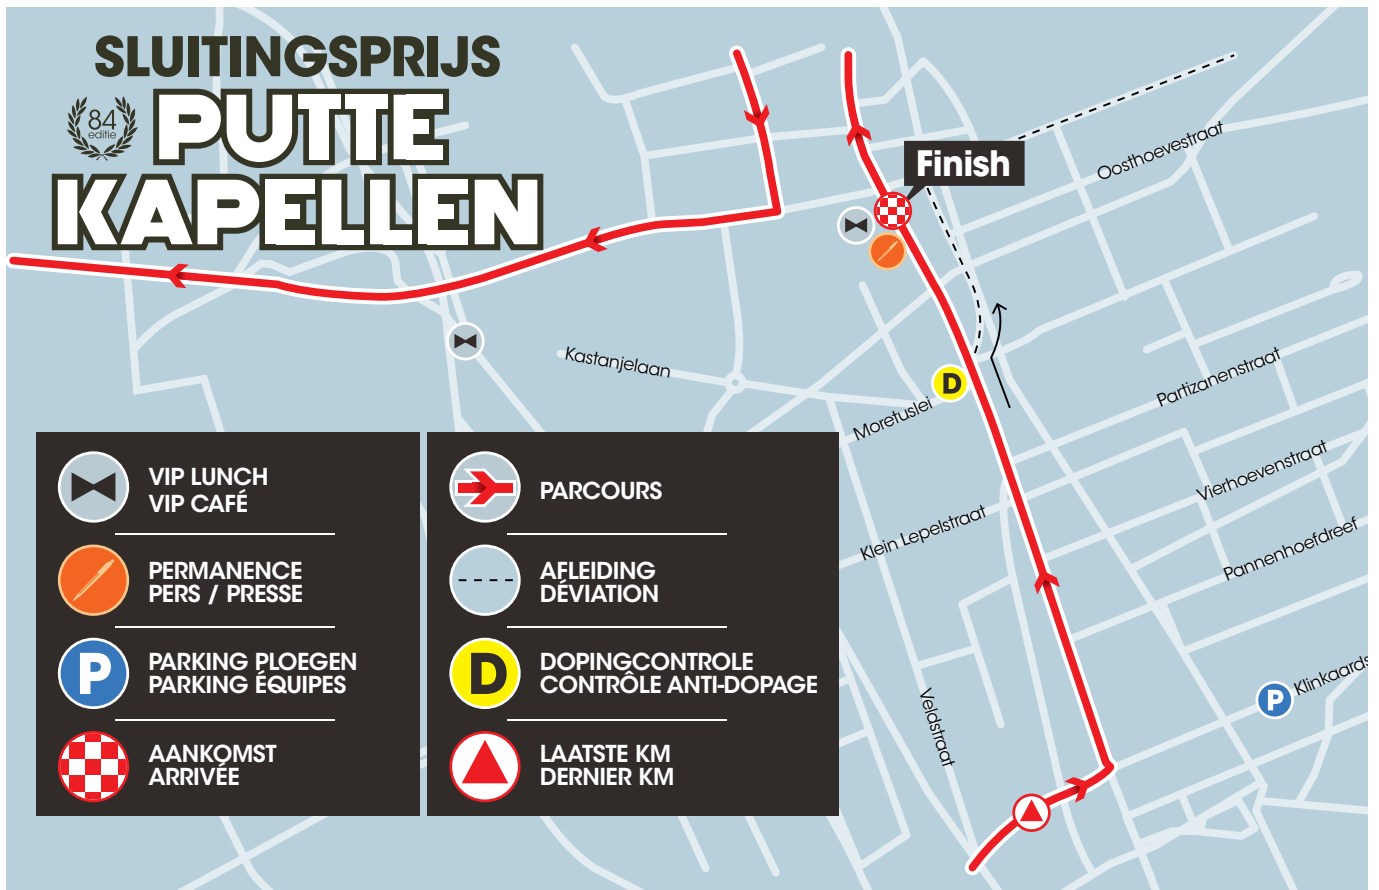 SLUITINGSPRIJS
84
editie
PUTTE
KAPELLEN
Finish
Oosthoevestraat
Kastanjelaan
Moretuslei
D
Partizanenstraat
Vierhoevenstraat
Klein Lepelstraat
Pannenhoefdreef
Veldstraat
P
Klinkaards
VIP LUNCH
VIP CAFÉ
PERMANENCE
PERS / PRESSE
P
PARKING PLOEGEN
PARKING ÉQUIPES
AANKOMST
ARRIVÉE
PARCOURS
AFLEIDING
DÉVIATION
D
DOPINGCONTROLE
CONTRÔLE ANTI-DOPAGE
LAATSTE KM
DERNIER KM